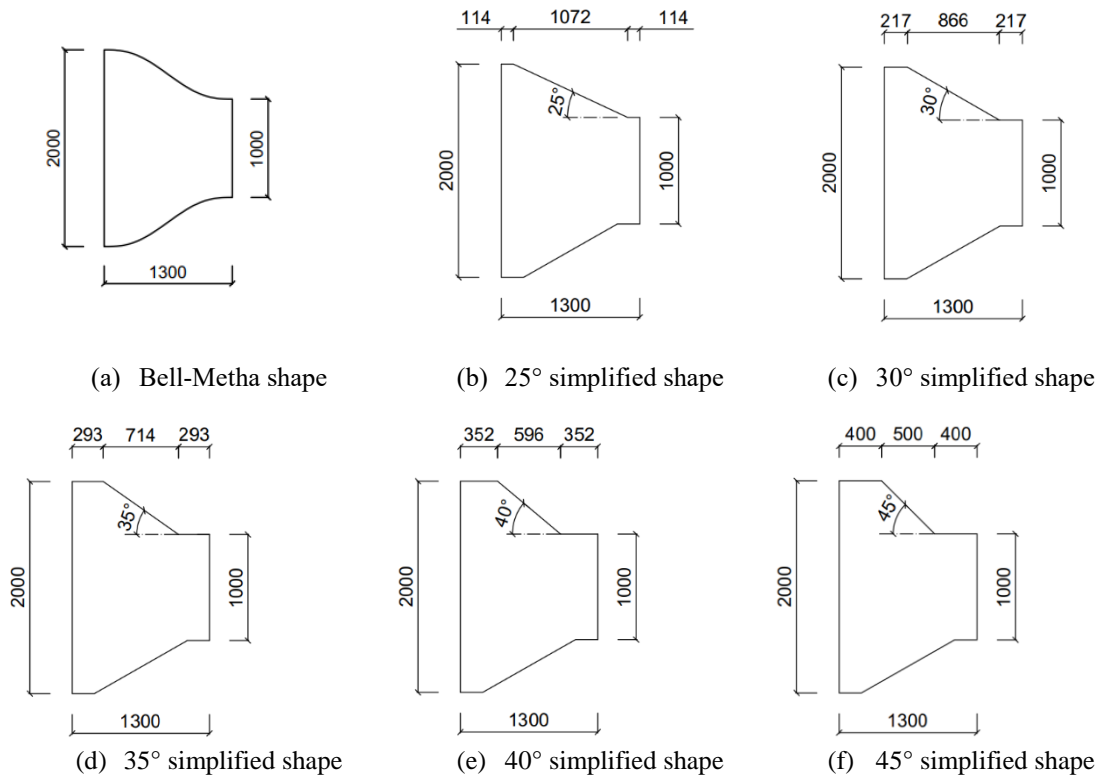 2000
1000
1300
(a) Bell-Metha shape
114 1072 114
25°
2000
1000
1300
(b) 25° simplified shape
217 866 217
30°
2000
1000
1300
(c) 30° simplified shape
293 714 293
35°
2000
1000
1300
(d) 35° simplified shape
352 596 352
40°
2000
1000
1300
(e) 40° simplified shape
400 500 400
45°
2000
1000
1300
(f) 45° simplified shape